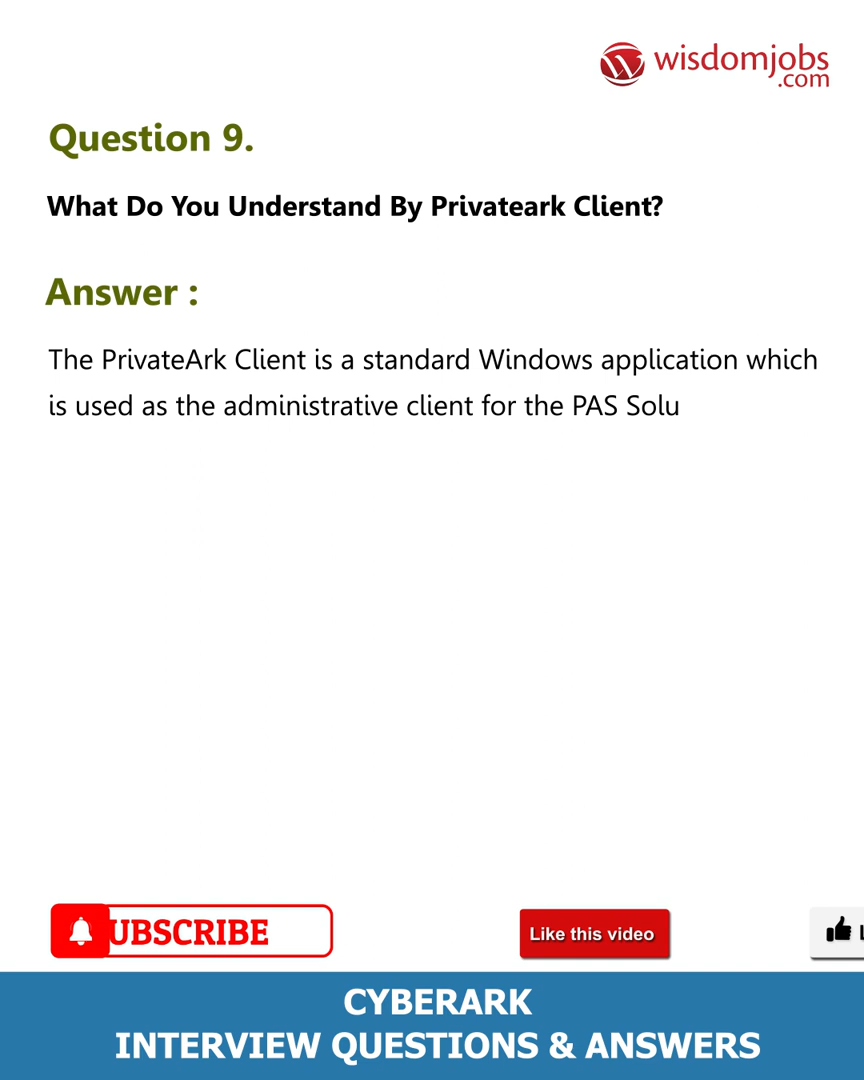 wisdomjobs
.com
Question 9.
What Do You Understand By Privateark Client?
Answer :
The PrivateArk Client is a standard Windows application which
is used as the administrative client for the PAS Solu
UBSCRIBE
Like this video
L
CYBERARK
INTERVIEW QUESTIONS & ANSWERS